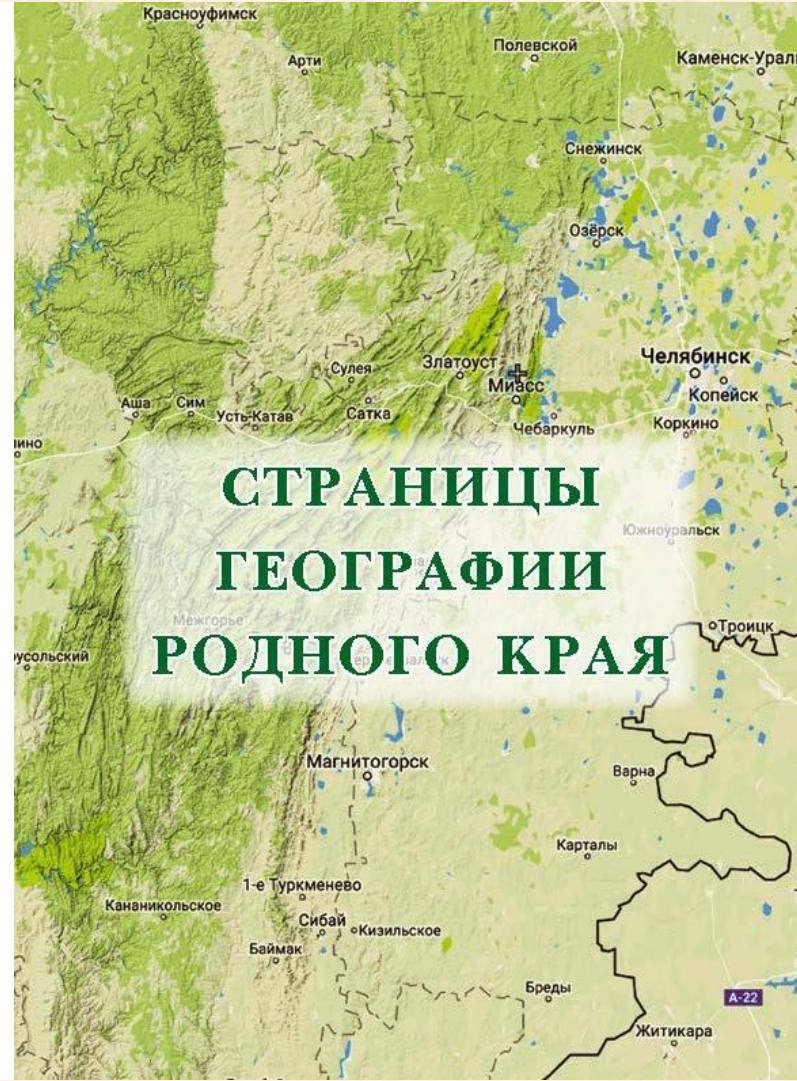 Красноуфимск
Арти
Полевской
Каменск-Урал
Снежинск
Озёрск
Сулея
Златоуст
Миасс
Челябинск
Копейск
Аша
Сим
Усть-Катав
Сатка
Чебаркуль
Коркино
ино
СТРАНИЦЫ
Южноуральск
ГЕОГРАФИИ
Межгорье
Троицк
усольский
РОДНОГО КРАЯ
Магнитогорск
Варна
Карталы
1-е Туркменево
Кананикольское
Сибай
Кизильское
Баймак
Бреды
А-22
Житикара